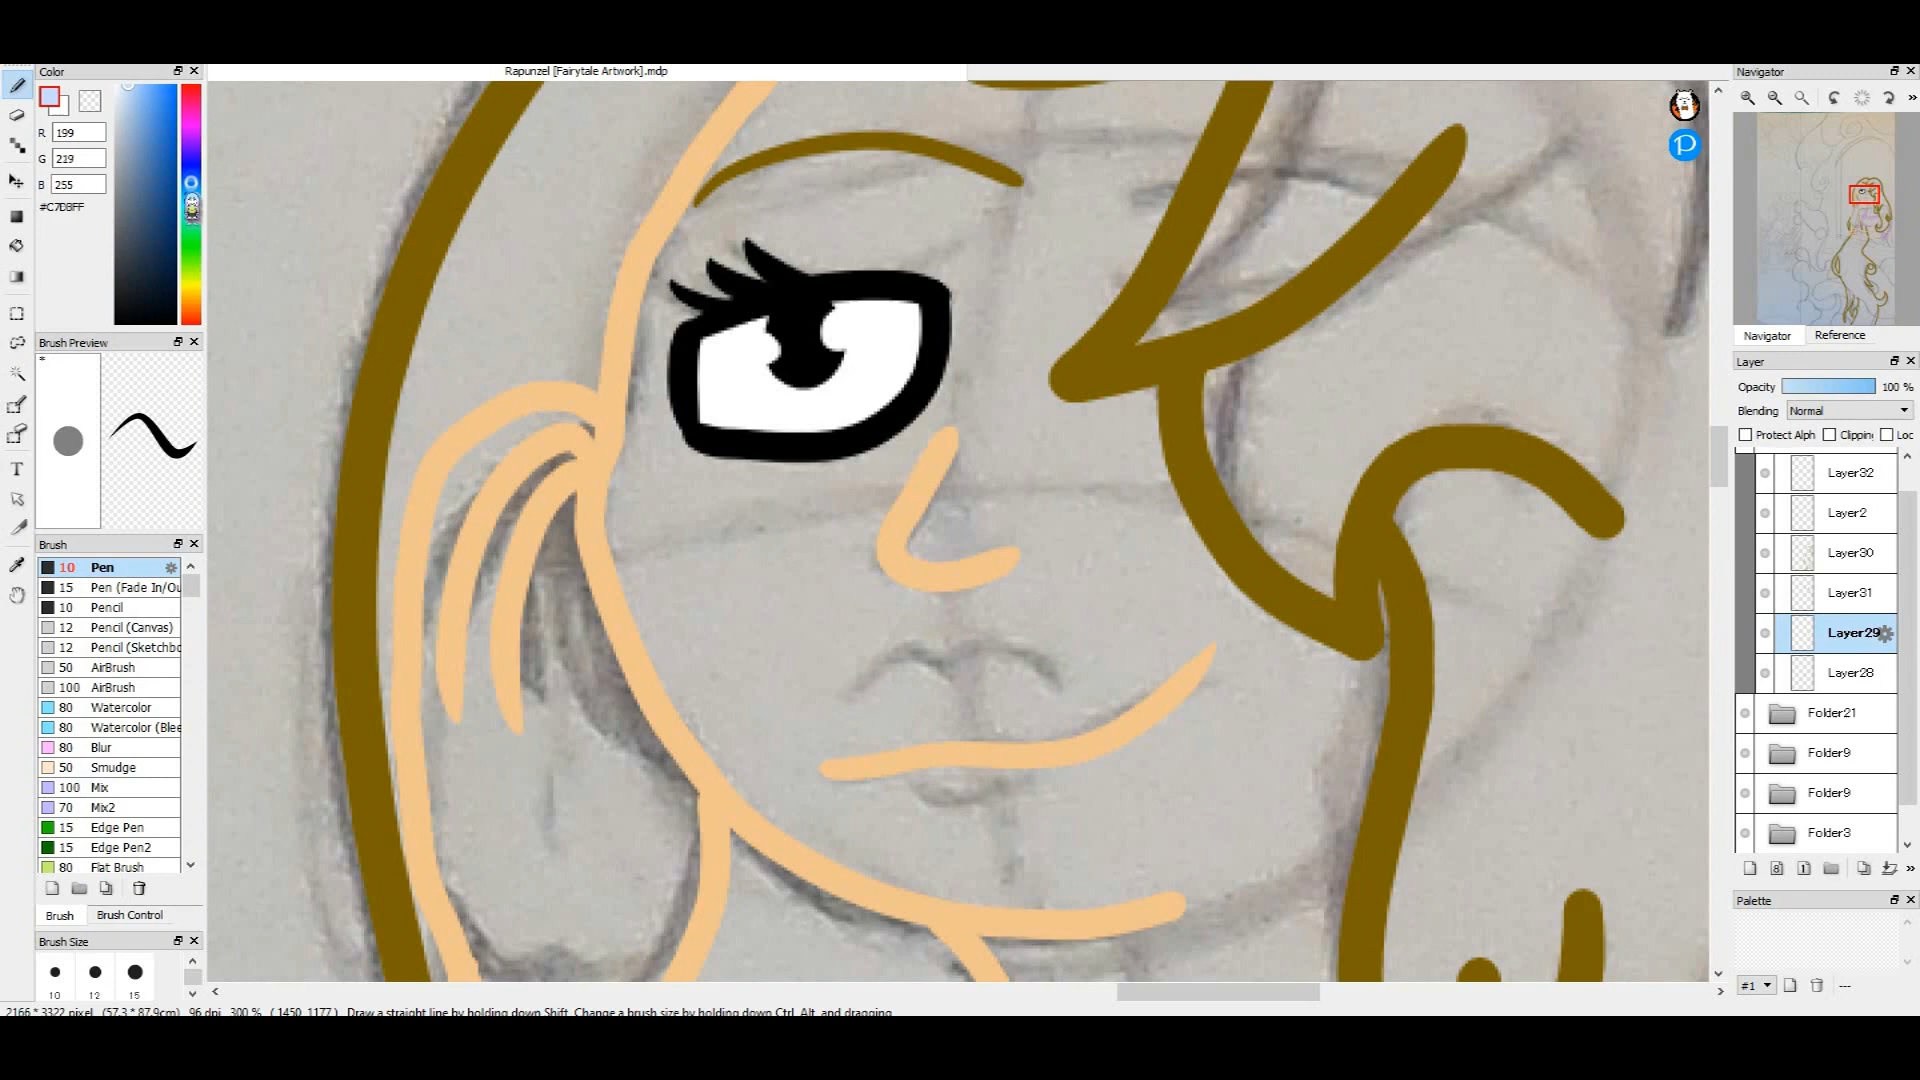 Color
Rapunzel [Fairytale Artwork].mdp
Navigator
R 199
G 219
B 255
#C7DBFF
Brush Preview
*
Navigator Reference
Layer
Opacity 100 %
Blending Normal
Protect Alph Clippin Loc
Layer32
Layer2
Layer30
Layer31
Layer29
Layer28
Folder21
Folder9
Folder9
Folder3
Brush
10 Pen
15 Pen (Fade In/Ou
10 Pencil
12 Pencil (Canvas)
12 Pencil (Sketchbo
50 AirBrush
100 AirBrush
80 Watercolor
80 Watercolor (Blee
80 Blur
50 Smudge
100 Mix
70 Mix2
15 Edge Pen
15 Edge Pen2
80 Flat Brush
Brush Brush Control
Brush Size
10 12 15
Palette
#1 ---
2166 * 3322 pixel (57.3 * 87.9cm) 96 dpi 300 % ( 1450, 1177 ) Draw a straight line by holding down Shift, Change a brush size by holding down Ctrl, Alt, and dragging